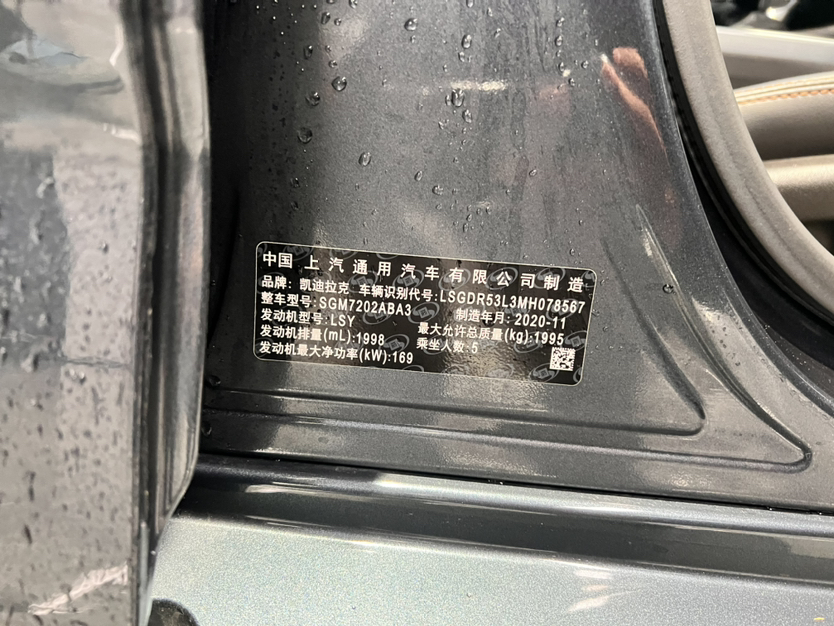 中国 上汽通用汽车有限公司制造
品牌：凯迪拉克 车辆识别代号：LSGDR53L3MH078567
整车型号：SGM7202ABA3 制造年月：2020-11
发动机型号：LSY 最大允许总质量(kg)：1995
发动机排量(mL)：1998 乘坐人数：5
发动机最大净功率(kW)：169